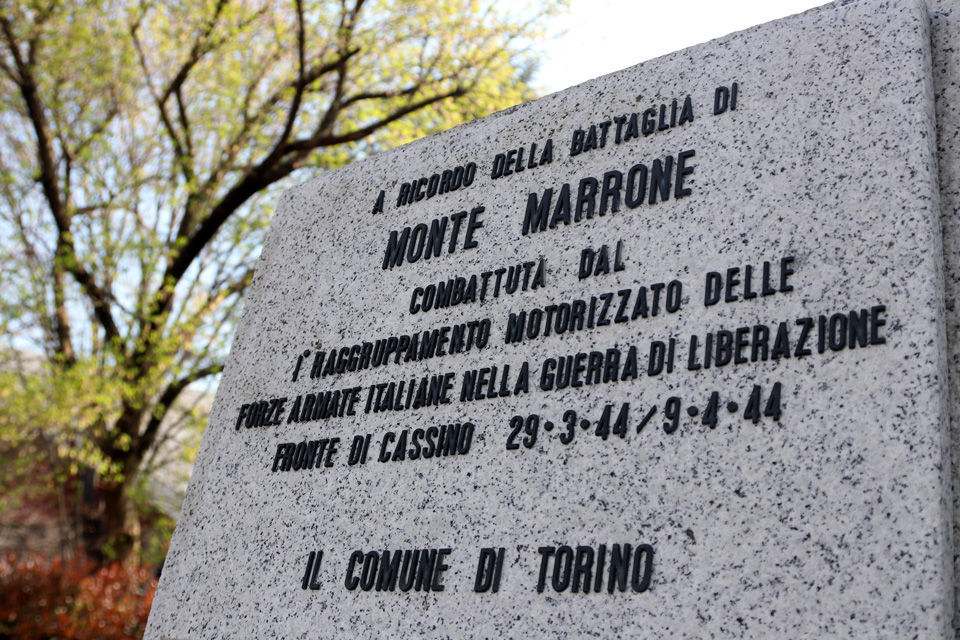 A RICORDO DELLA BATTAGLIA DI
MONTE MARRONE
COMBATTUTA DAL
1° RAGGRUPPAMENTO MOTORIZZATO DELLE
FORZE ARMATE ITALIANE NELLA GUERRA DI LIBERAZIONE
FRONTE DI CASSINO 29·3·44/9·4·44
IL COMUNE DI TORINO